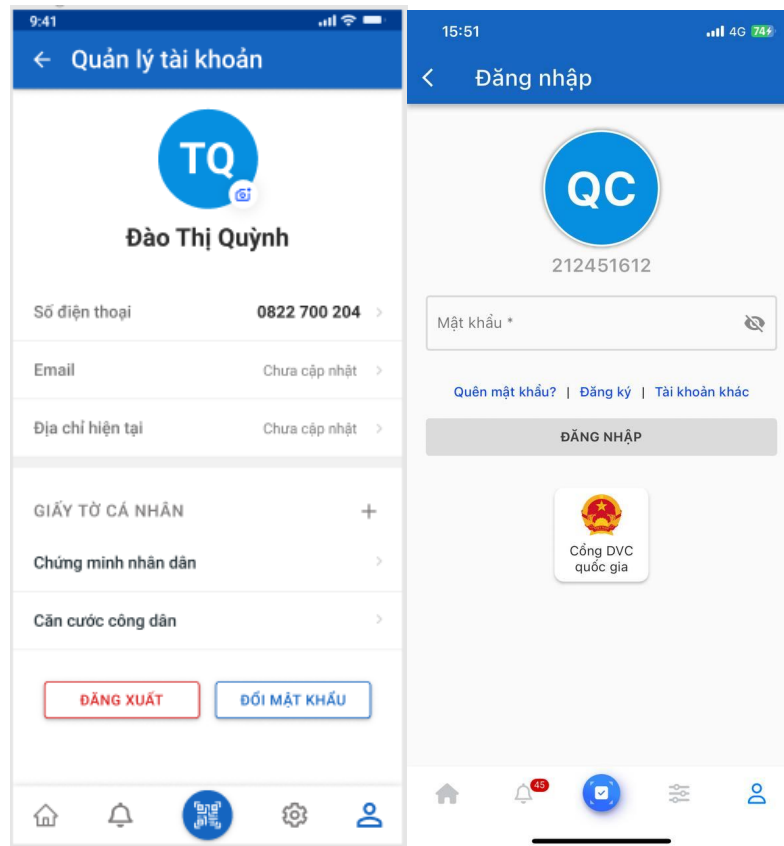 9:41
Quản lý tài khoản
TQ
Đào Thị Quỳnh
Số điện thoại 0822 700 204
Email Chưa cập nhật
Địa chỉ hiện tại Chưa cập nhật
GIẤY TỜ CÁ NHÂN
Chứng minh nhân dân
Căn cước công dân
ĐĂNG XUẤT ĐỔI MẬT KHẨU
15:51 4G 74
Đăng nhập
QC
212451612
Mật khẩu *
Quên mật khẩu? | Đăng ký | Tài khoản khác
ĐĂNG NHẬP
Cổng DVC
quốc gia
45